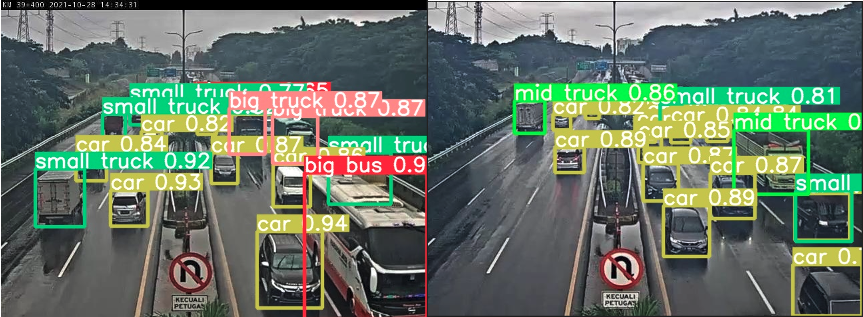 KM 39+400 2021-10-28 14:34:31
small truck 0.77
65
small truck
big truck 0.87
0.87
car 0.82
small tru
car 0.84
0.87
small truck 0.92
big bus 0.9
car 0.93
car 0.94
KECUALI
PETUGAS
mid truck 0.86
small truck 0.81
car 0.82
mid truck 0
car 0.85
car 0.89
car 0.87
car 0.87
small
car 0.89
car 0.
KECUALI
PETUGAS